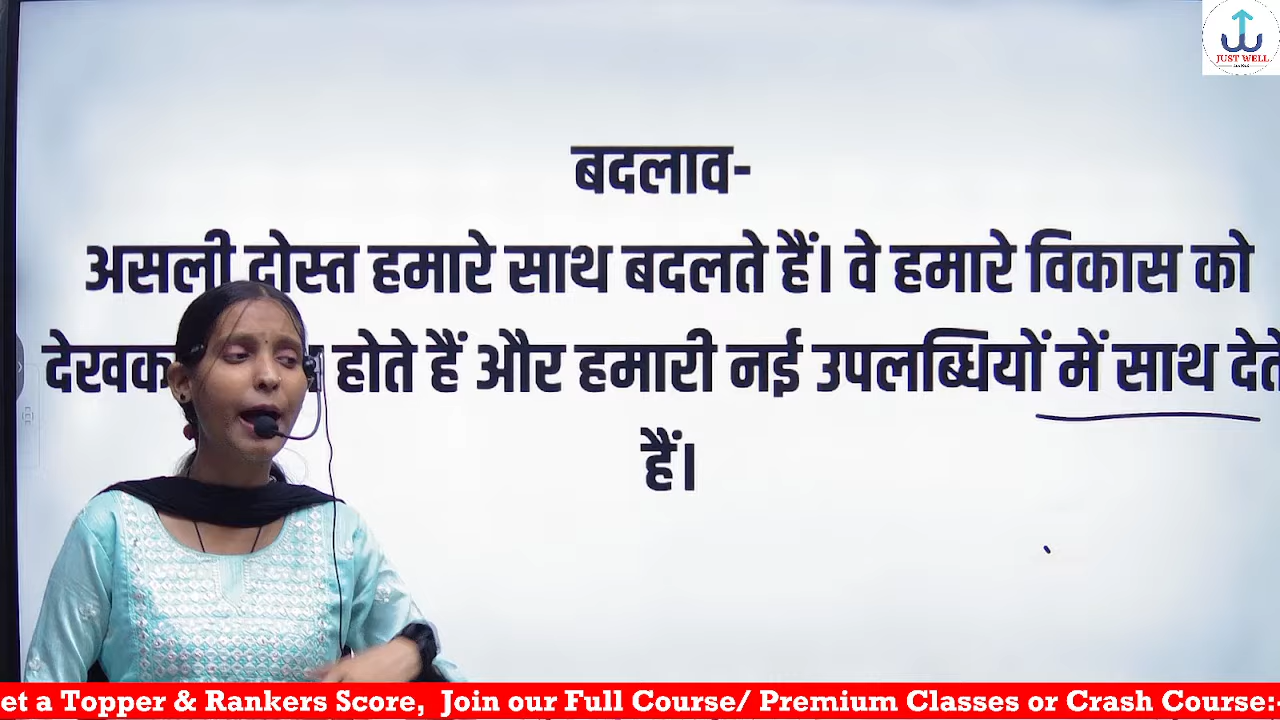 JUST WELL
बदलाव-
असली दोस्त हमारे साथ बदलते हैं। वे हमारे विकास को
होते हैं और हमारी नई उपलब्धियों में साथ देते
हैं।
et a Topper & Rankers Score, Join our Full Course/ Premium Classes or Crash Course:-